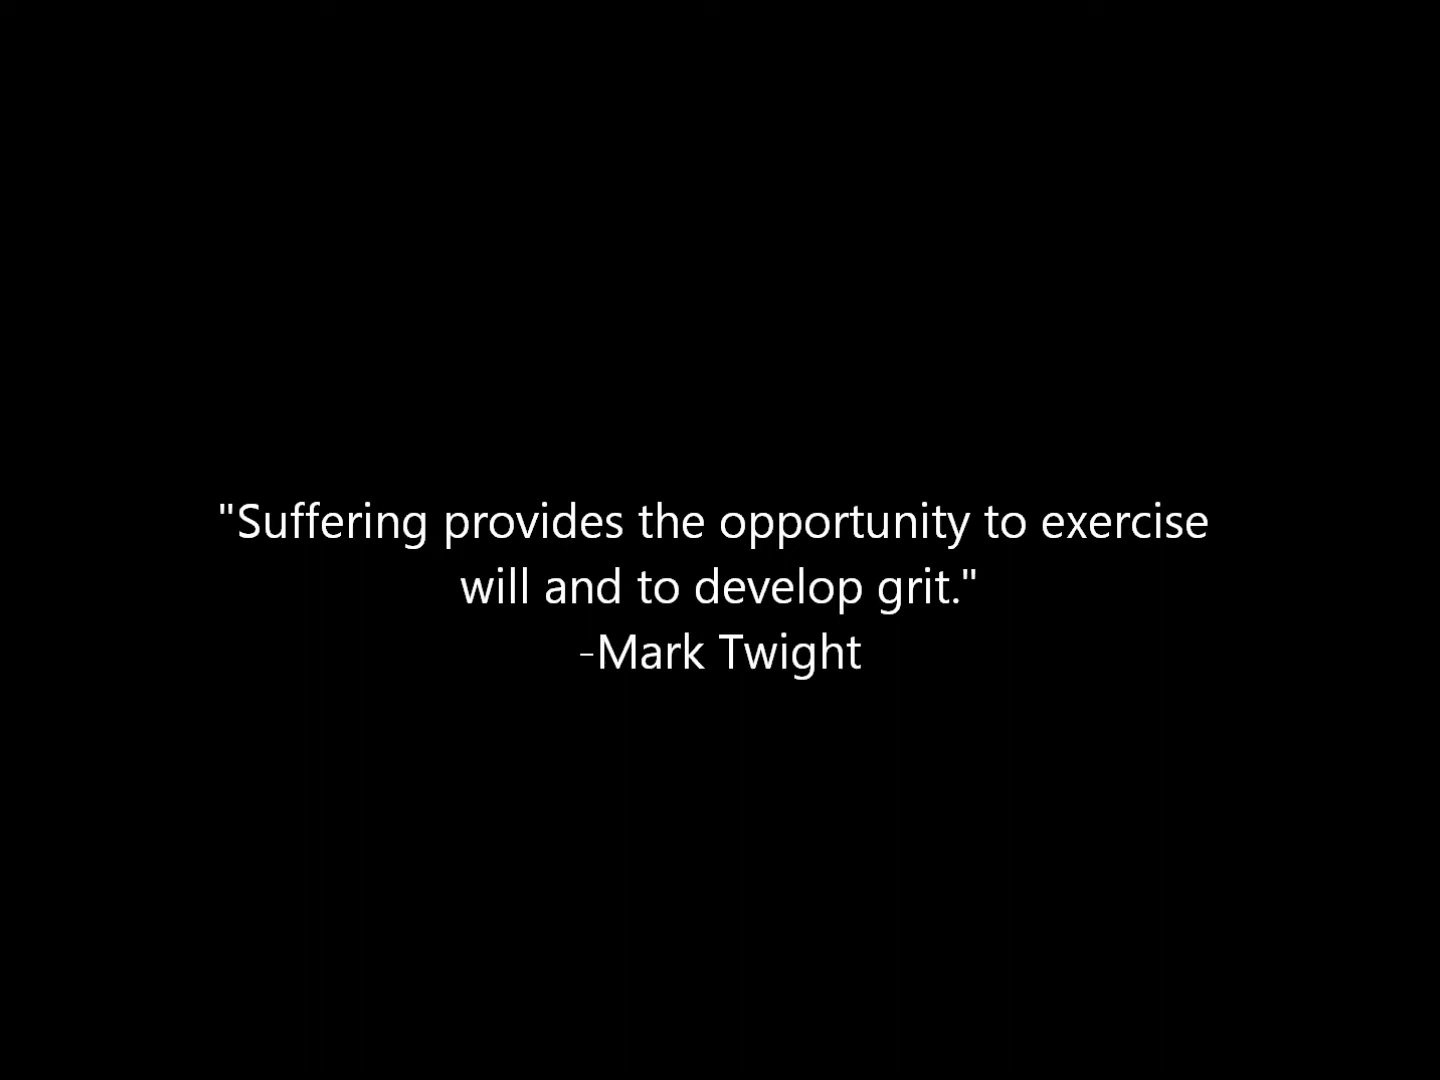 "Suffering provides the opportunity to exercise
will and to develop grit."
-Mark Twight